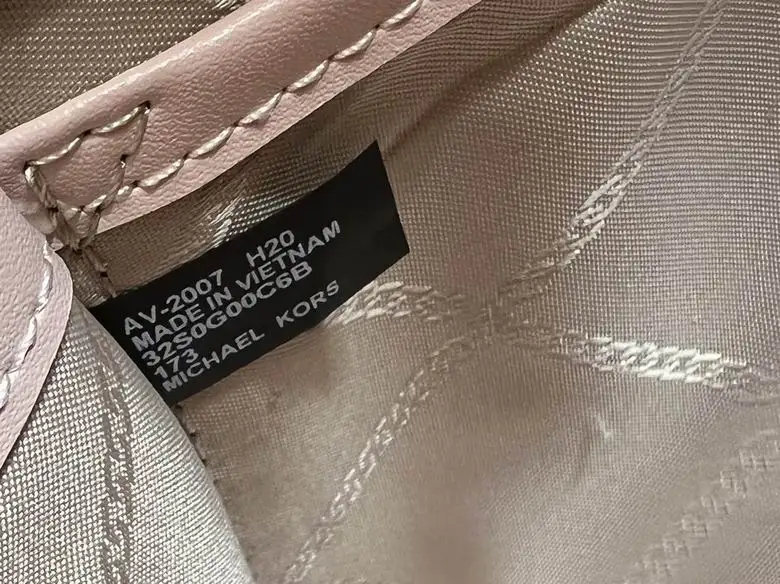 AV-2007 H20
MADE IN VIETNAM
32S0G00C6B
173
MICHAEL KORS